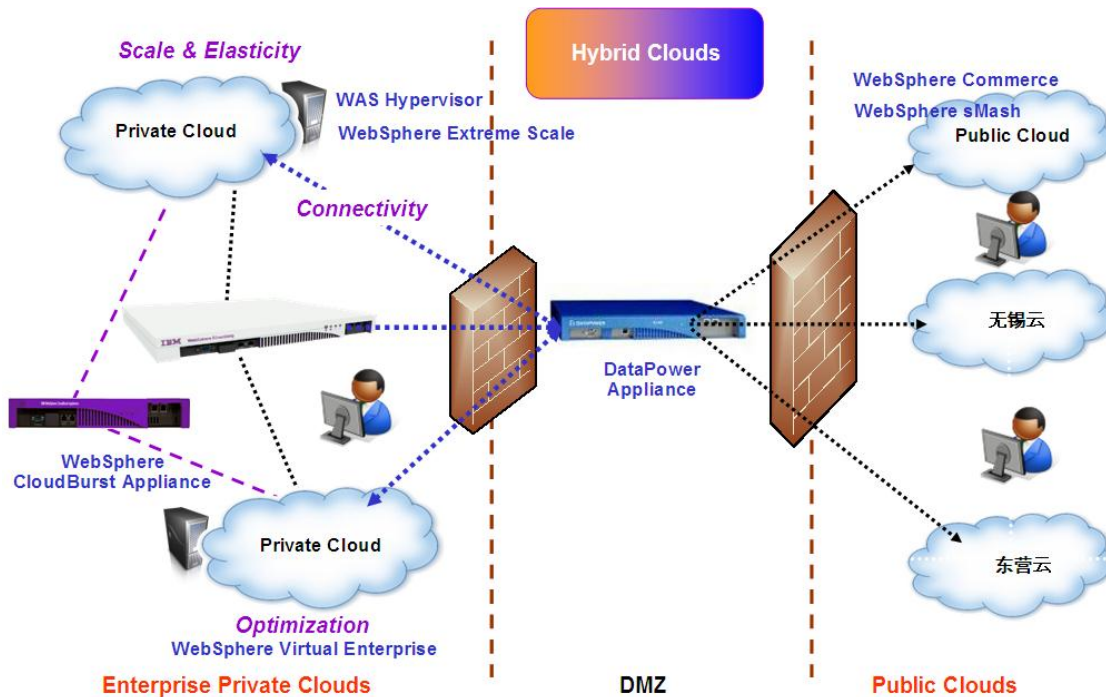 Hybrid Clouds
Scale & Elasticity
Private Cloud
WAS Hypervisor
WebSphere Extreme Scale
Connectivity
IBM
WebSphere
CloudBurst Appliance
Private Cloud
Optimization
WebSphere Virtual Enterprise
Enterprise Private Clouds
DATAPOWER
DataPower
Appliance
DMZ
WebSphere Commerce
WebSphere sMash
Public Cloud
无锡云
东营云
Public Clouds